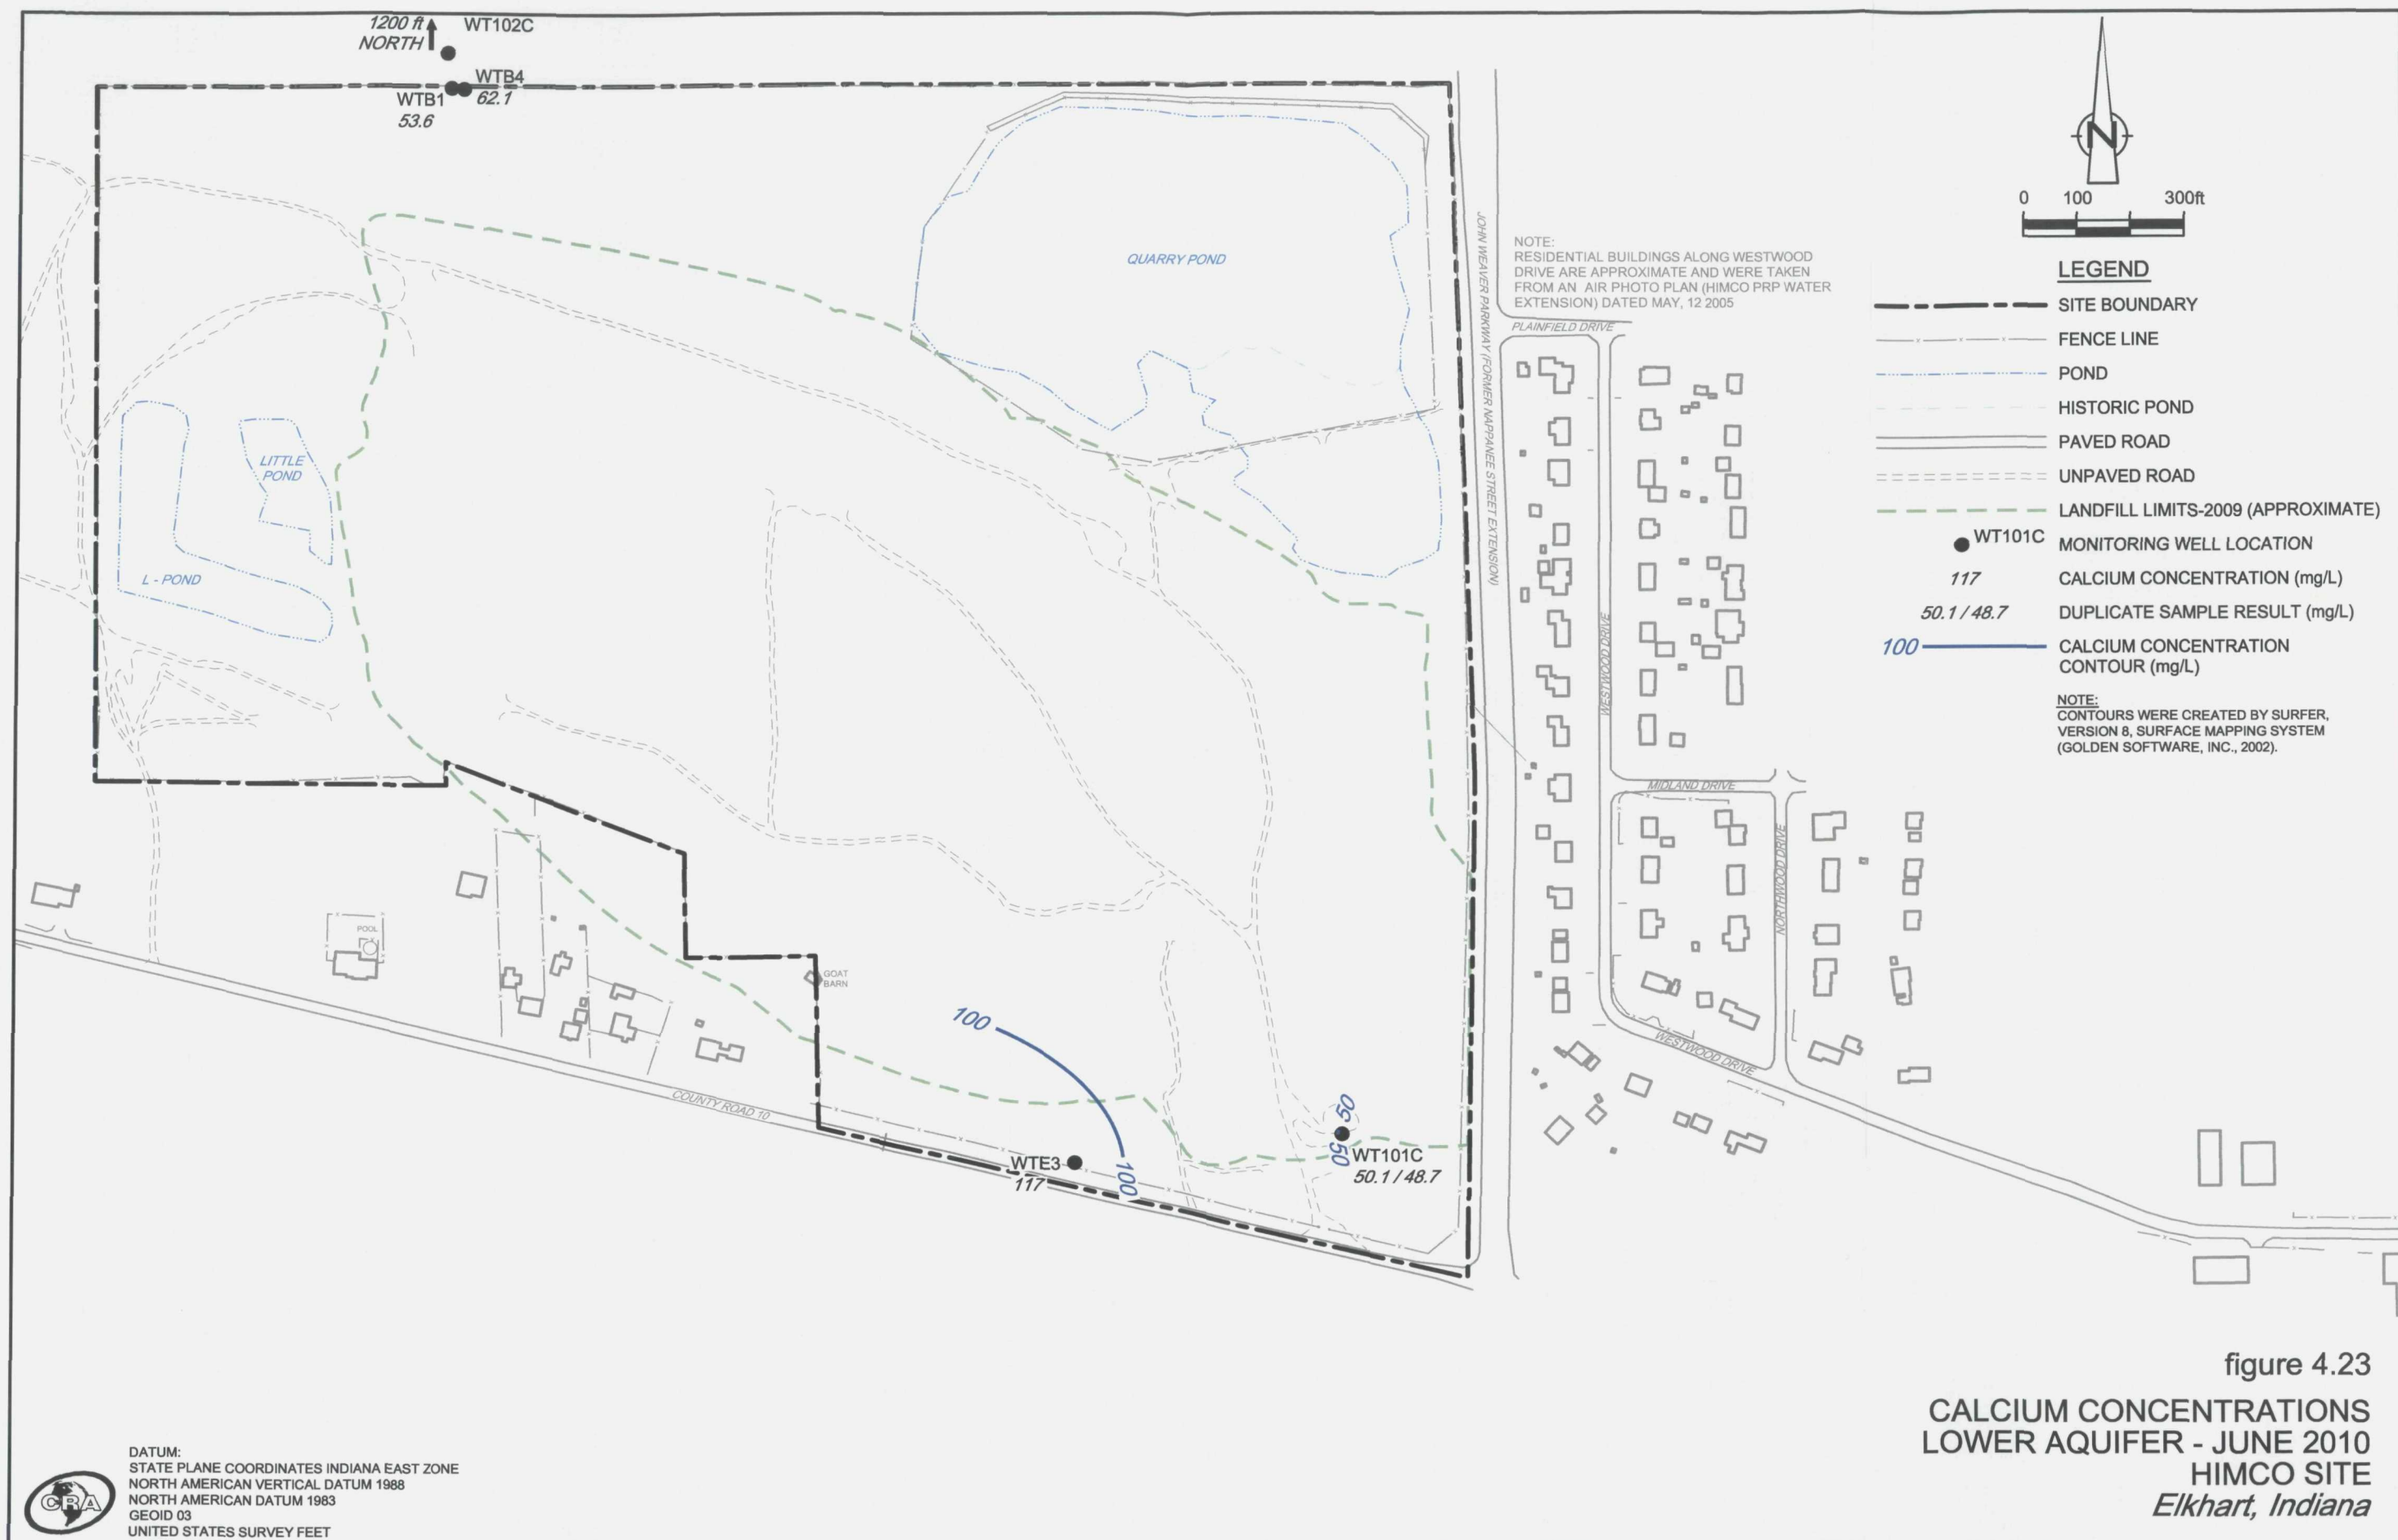 1200 ft
NORTH
WT102C
WTB4
62.1
WTB1
53.6
N
0 100 300ft
QUARRY POND
JOHN WEAVER PARKWAY (FORMER NAPPANEE STREET EXTENSION)
NOTE:
RESIDENTIAL BUILDINGS ALONG WESTWOOD
DRIVE ARE APPROXIMATE AND WERE TAKEN
FROM AN AIR PHOTO PLAN (HIMCO PRP WATER
EXTENSION) DATED MAY, 12 2005
PLAINFIELD DRIVE
LEGEND
SITE BOUNDARY
FENCE LINE
POND
HISTORIC POND
PAVED ROAD
UNPAVED ROAD
LANDFILL LIMITS-2009 (APPROXIMATE)
WT101C MONITORING WELL LOCATION
117 CALCIUM CONCENTRATION (mg/L)
50.1 / 48.7 DUPLICATE SAMPLE RESULT (mg/L)
100 CALCIUM CONCENTRATION
CONTOUR (mg/L)
NOTE:
CONTOURS WERE CREATED BY SURFER,
VERSION 8, SURFACE MAPPING SYSTEM
(GOLDEN SOFTWARE, INC., 2002).
LITTLE
POND
L - POND
WESTWOOD DRIVE
MIDLAND DRIVE
NORTHWOOD DRIVE
WESTWOOD DRIVE
POOL
GOAT
BARN
COUNTY ROAD 10
100
100
WTE3
117
50
50
WT101C
50.1 / 48.7
figure 4.23
CALCIUM CONCENTRATIONS
LOWER AQUIFER - JUNE 2010
HIMCO SITE
Elkhart, Indiana
CRA
DATUM:
STATE PLANE COORDINATES INDIANA EAST ZONE
NORTH AMERICAN VERTICAL DATUM 1988
NORTH AMERICAN DATUM 1983
GEOID 03
UNITED STATES SURVEY FEET